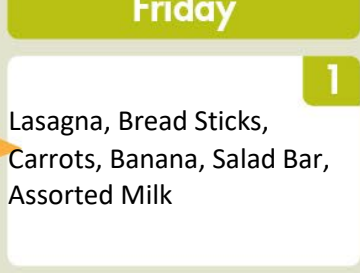 Friday
1
Lasagna, Bread Sticks,
Carrots, Banana, Salad Bar,
Assorted Milk